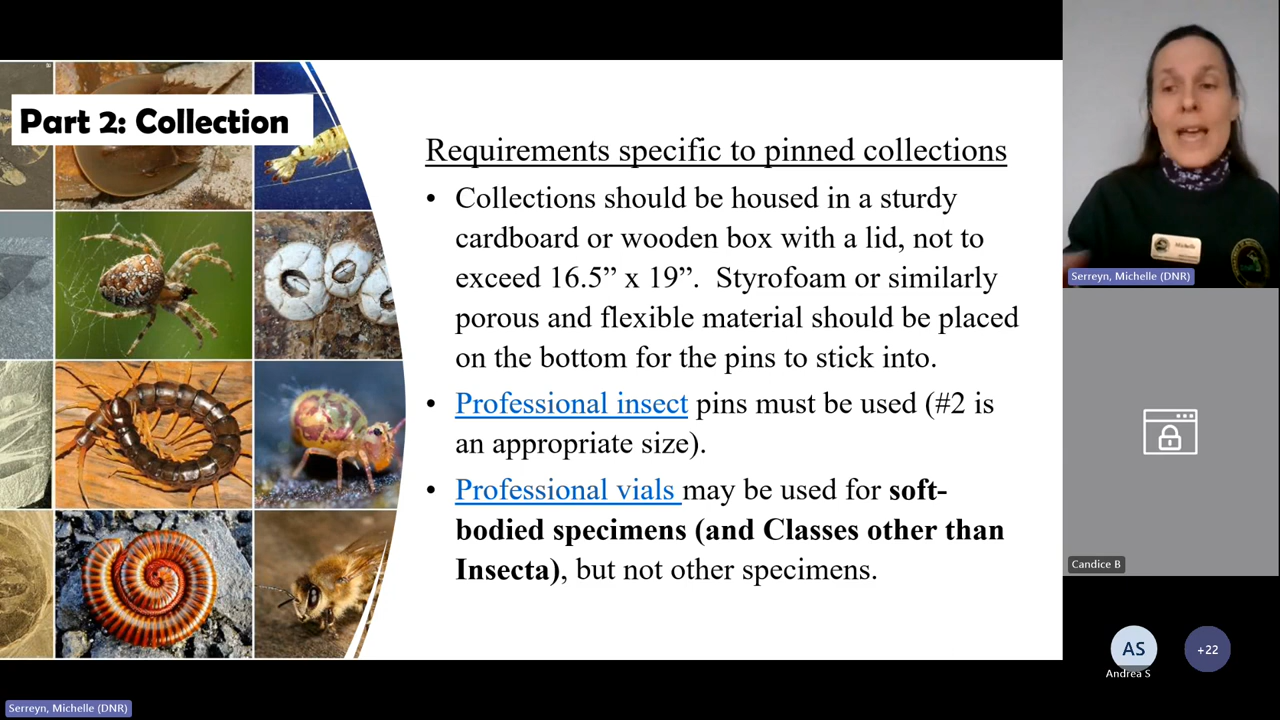 Part 2: Collection
Requirements specific to pinned collections
• Collections should be housed in a sturdy
cardboard or wooden box with a lid, not to
exceed 16.5” x 19”.  Styrofoam or similarly
porous and flexible material should be placed
on the bottom for the pins to stick into.
• Professional insect pins must be used (#2 is
an appropriate size).
• Professional vials may be used for soft-
bodied specimens (and Classes other than
Insecta), but not other specimens.
Michelle
Serreyn, Michelle (DNR)
Candice B
AS
Andrea S
+22
Serreyn, Michelle (DNR)